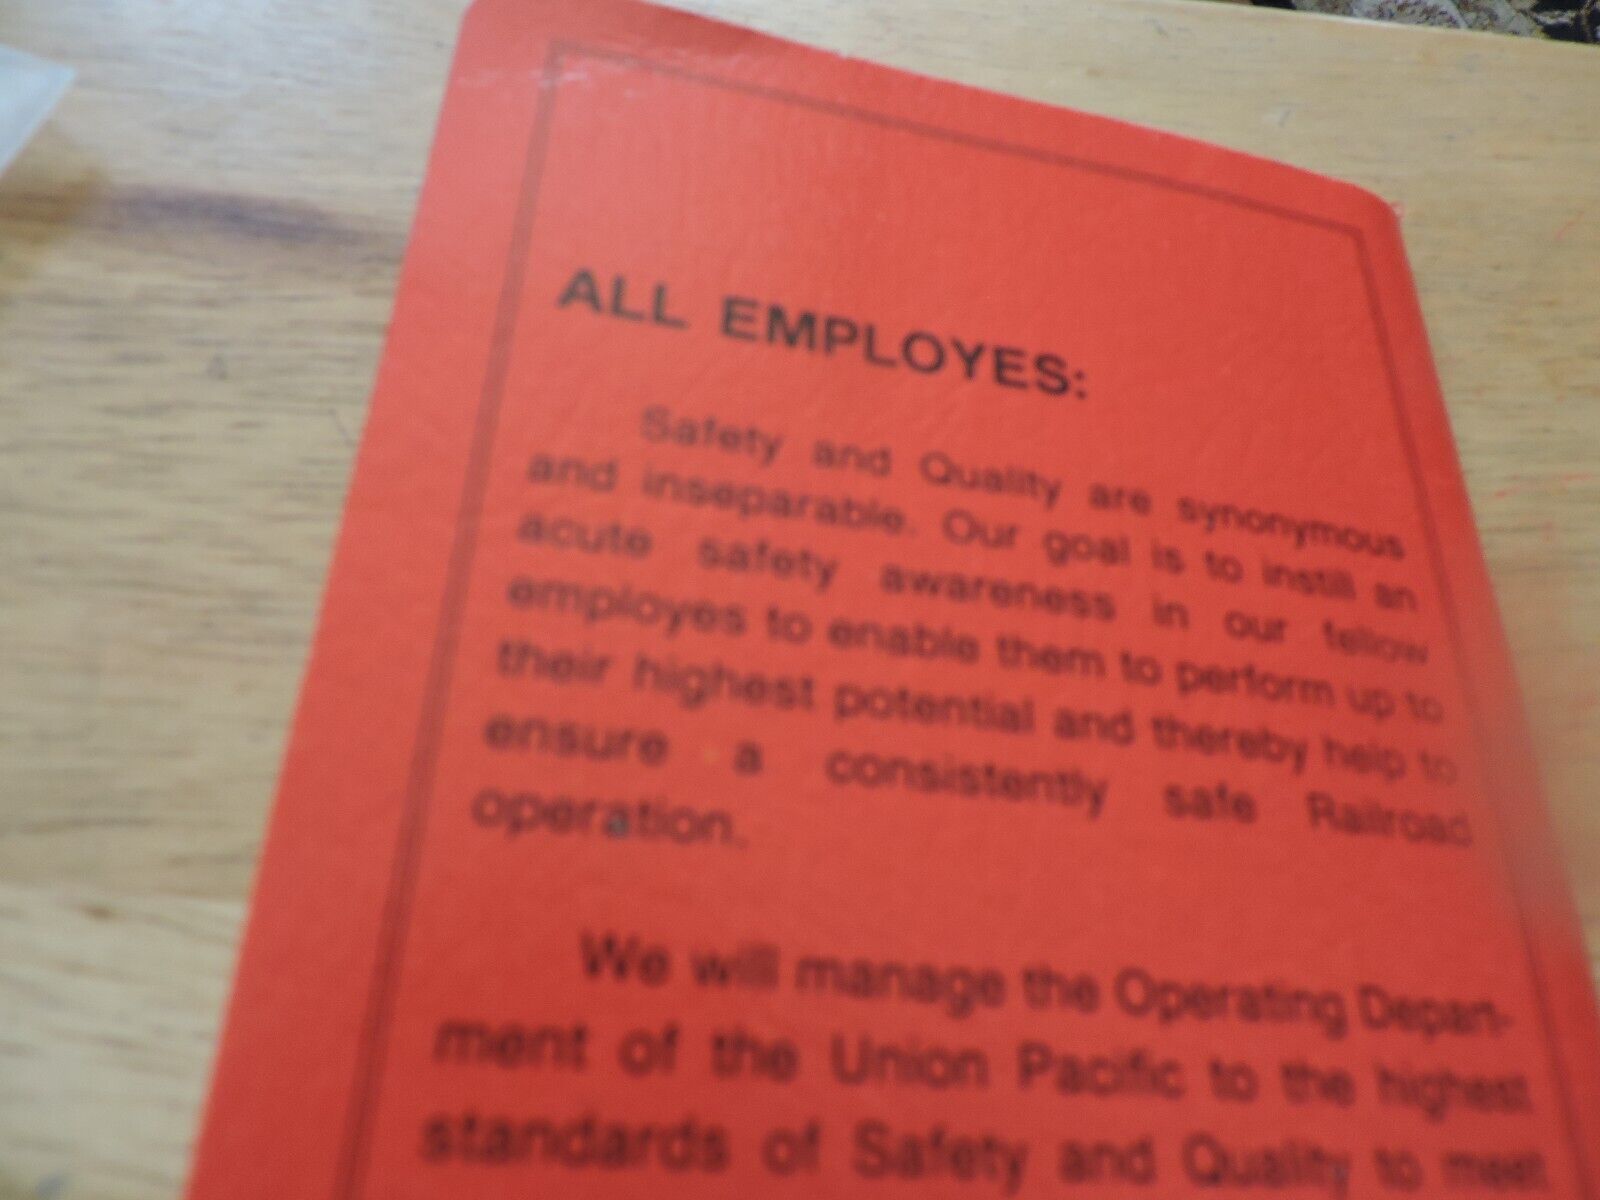 ALL EMPLOYES:
Safety and Quality are synonymous
and inseparable. Our goal is to instill an
acute safety awareness in our fellow
employes to enable them to perform up to
their highest potential and thereby help to
ensure a consistently safe Railroad
operation.
We will manage the Operating Depart-
ment of the Union Pacific to the highest
standards of Safety and Quality to meet